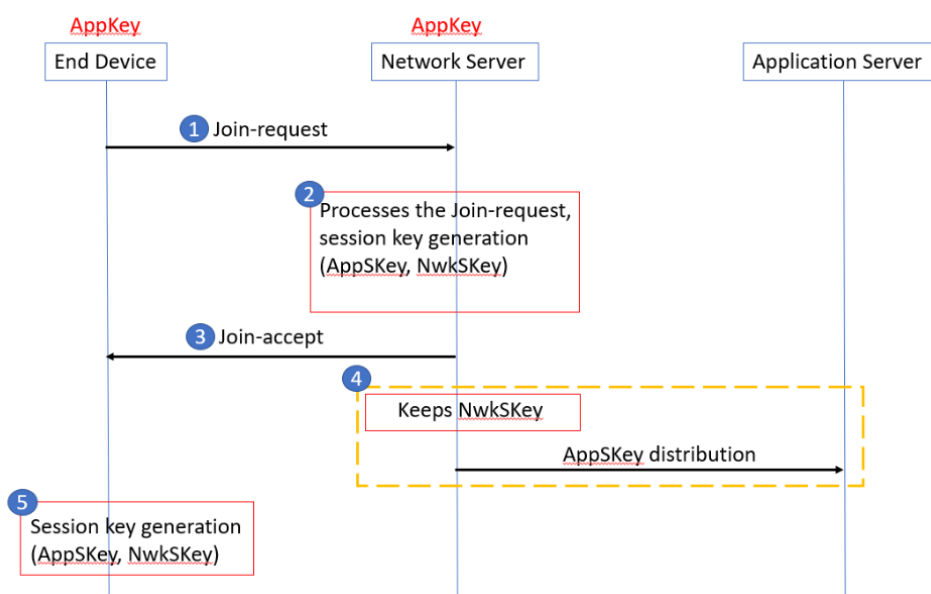 AppKey
AppKey
End Device
Network Server
Application Server
1 Join-request
2
Processes the Join-request,
session key generation
(AppSKey, NwkSKey)
3 Join-accept
4
Keeps NwkSKey
AppSKey distribution
5
Session key generation
(AppSKey, NwkSKey)